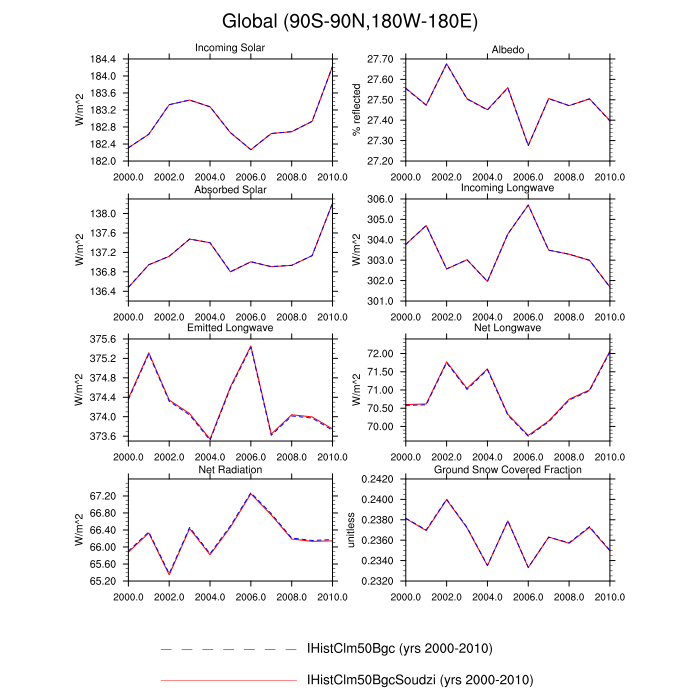 Global (90S-90N,180W-180E)
Incoming Solar
W/m^2
184.4
184.0
183.6
183.2
182.8
182.4
182.0
2000.0 2002.0 2004.0 2006.0 2008.0 2010.0
Albedo
% reflected
27.70
27.60
27.50
27.40
27.30
27.20
2000.0 2002.0 2004.0 2006.0 2008.0 2010.0
Absorbed Solar
W/m^2
138.0
137.6
137.2
136.8
136.4
2000.0 2002.0 2004.0 2006.0 2008.0 2010.0
Incoming Longwave
W/m^2
306.0
305.0
304.0
303.0
302.0
301.0
2000.0 2002.0 2004.0 2006.0 2008.0 2010.0
Emitted Longwave
W/m^2
375.6
375.2
374.8
374.4
374.0
373.6
2000.0 2002.0 2004.0 2006.0 2008.0 2010.0
Net Longwave
W/m^2
72.00
71.50
71.00
70.50
70.00
2000.0 2002.0 2004.0 2006.0 2008.0 2010.0
Net Radiation
W/m^2
67.20
66.80
66.40
66.00
65.60
65.20
2000.0 2002.0 2004.0 2006.0 2008.0 2010.0
Ground Snow Covered Fraction
unitless
0.2420
0.2400
0.2380
0.2360
0.2340
0.2320
2000.0 2002.0 2004.0 2006.0 2008.0 2010.0
IHistClm50Bgc (yrs 2000-2010)
IHistClm50BgcSoudzi (yrs 2000-2010)